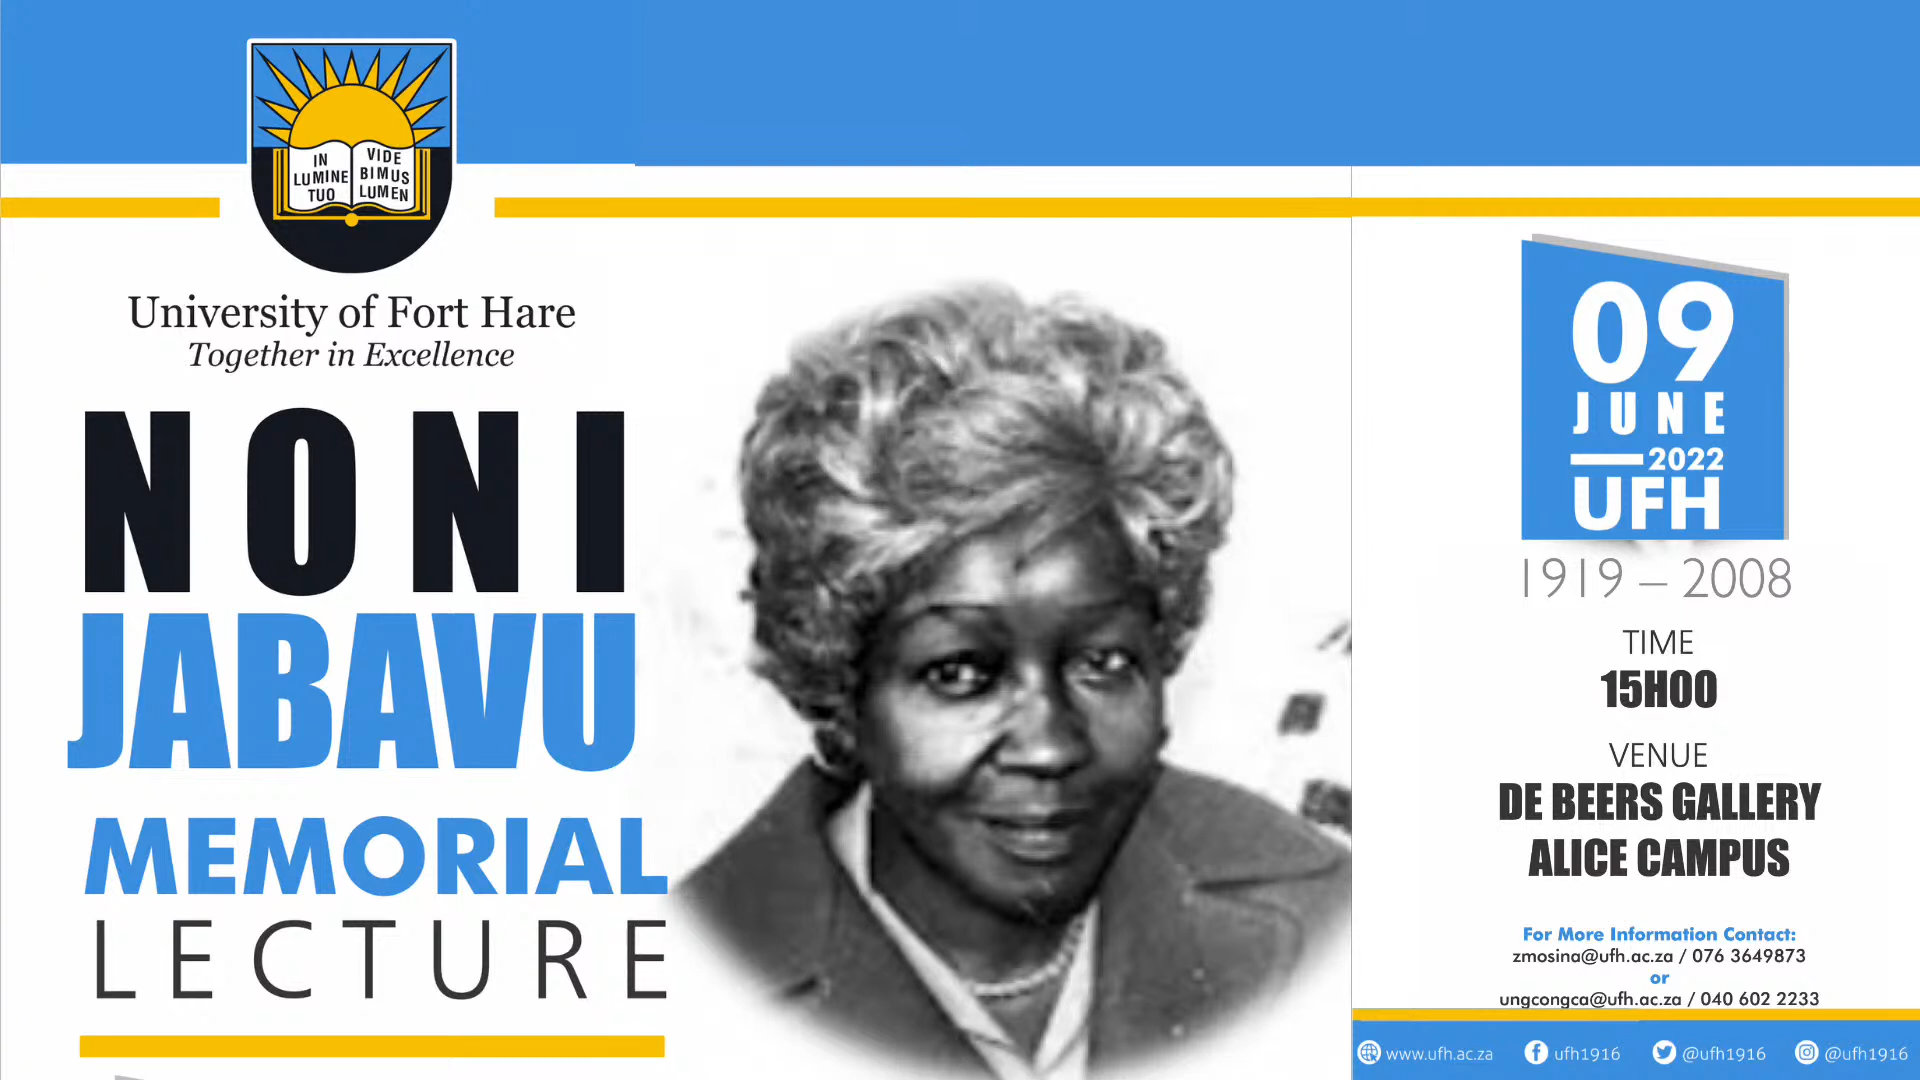 IN
LUMINE
TUO
VIDE
BIMUS
LUMEN
University of Fort Hare
Together in Excellence
NONI
JABAVU
MEMORIAL
LECTURE
09
JUNE
2022
UFH
1919 – 2008
TIME
15H00
VENUE
DE BEERS GALLERY
ALICE CAMPUS
For More Information Contact:
zmosina@ufh.ac.za / 076 3649873
or
ungcongca@ufh.ac.za / 040 602 2233
www.ufh.ac.za ufh1916 @ufh1916 @ufh1916